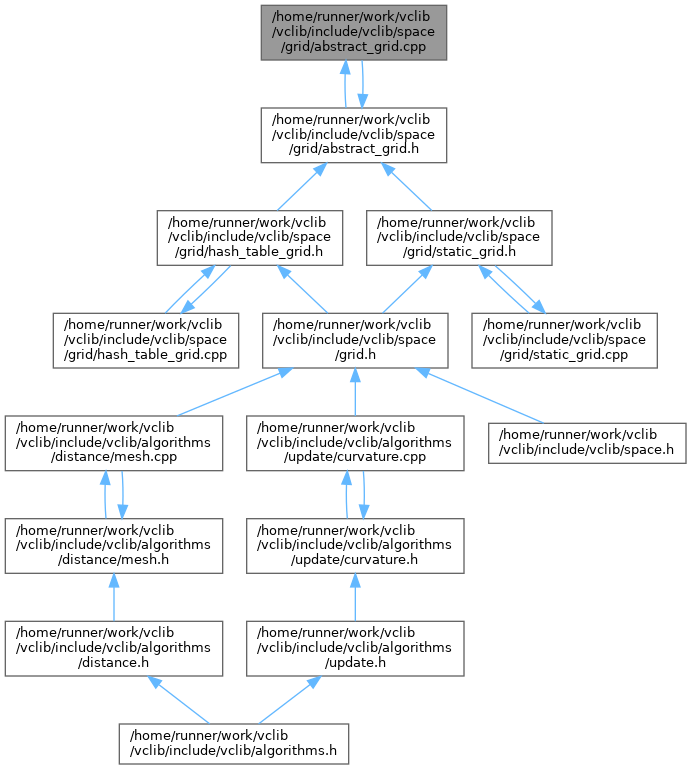 /home/runner/work/vclib
/vclib/include/vclib/space
/grid/abstract_grid.cpp
/home/runner/work/vclib
/vclib/include/vclib/space
/grid/abstract_grid.h
/home/runner/work/vclib
/vclib/include/vclib/space
/grid/hash_table_grid.h
/home/runner/work/vclib
/vclib/include/vclib/space
/grid/static_grid.h
/home/runner/work/vclib
/vclib/include/vclib/space
/grid/hash_table_grid.cpp
/home/runner/work/vclib
/vclib/include/vclib/space
/grid.h
/home/runner/work/vclib
/vclib/include/vclib/space
/grid/static_grid.cpp
/home/runner/work/vclib
/vclib/include/vclib/algorithms
/distance/mesh.cpp
/home/runner/work/vclib
/vclib/include/vclib/algorithms
/update/curvature.cpp
/home/runner/work/vclib
/vclib/include/vclib/space.h
/home/runner/work/vclib
/vclib/include/vclib/algorithms
/distance/mesh.h
/home/runner/work/vclib
/vclib/include/vclib/algorithms
/update/curvature.h
/home/runner/work/vclib
/vclib/include/vclib/algorithms
/distance.h
/home/runner/work/vclib
/vclib/include/vclib/algorithms
/update.h
/home/runner/work/vclib
/vclib/include/vclib/algorithms.h